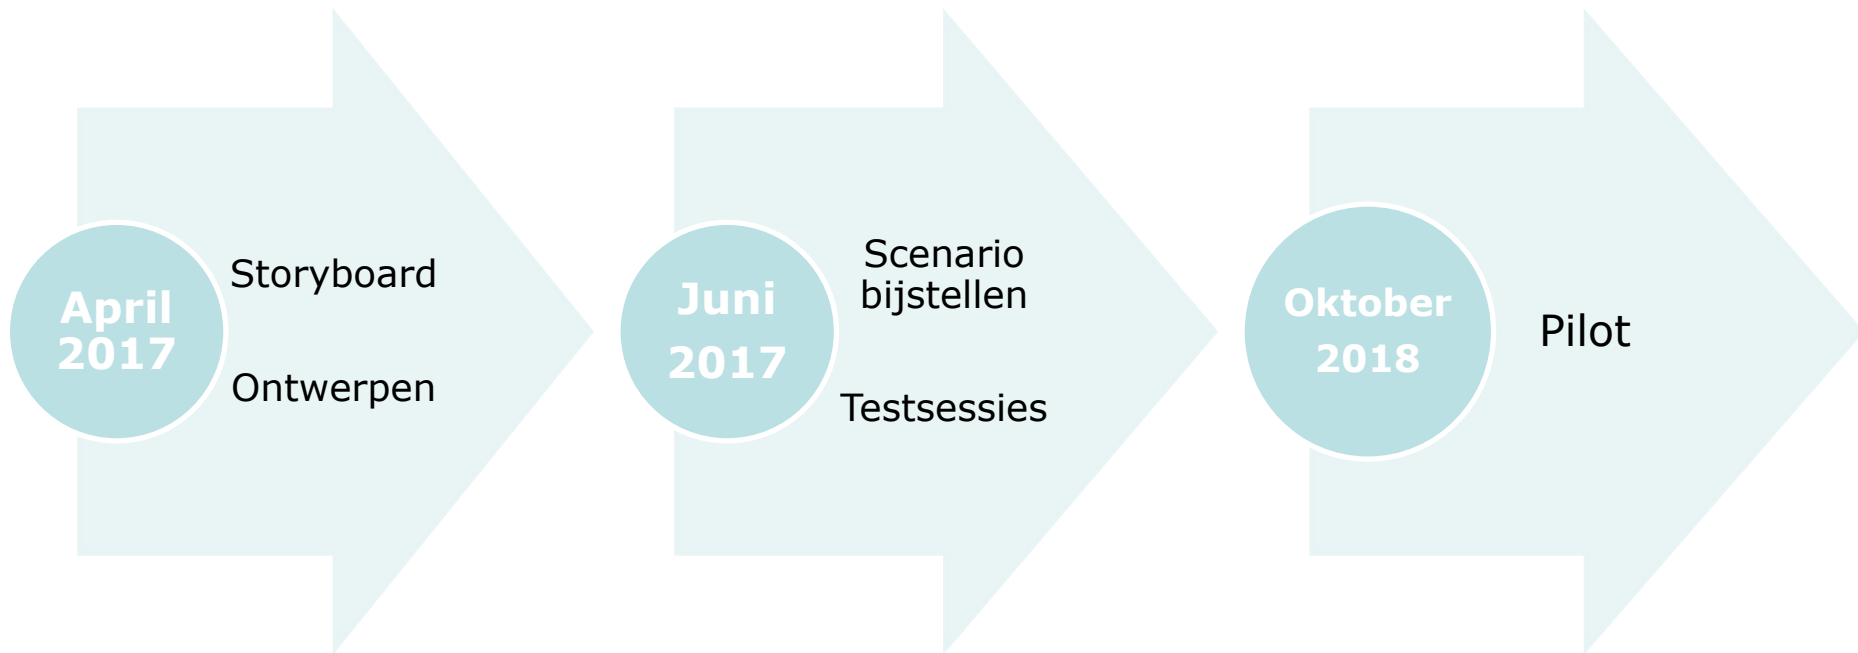 April
2017
Storyboard
Ontwerpen
Juni
2017
Scenario
bijstellen
Testsessies
Oktober
2018
Pilot